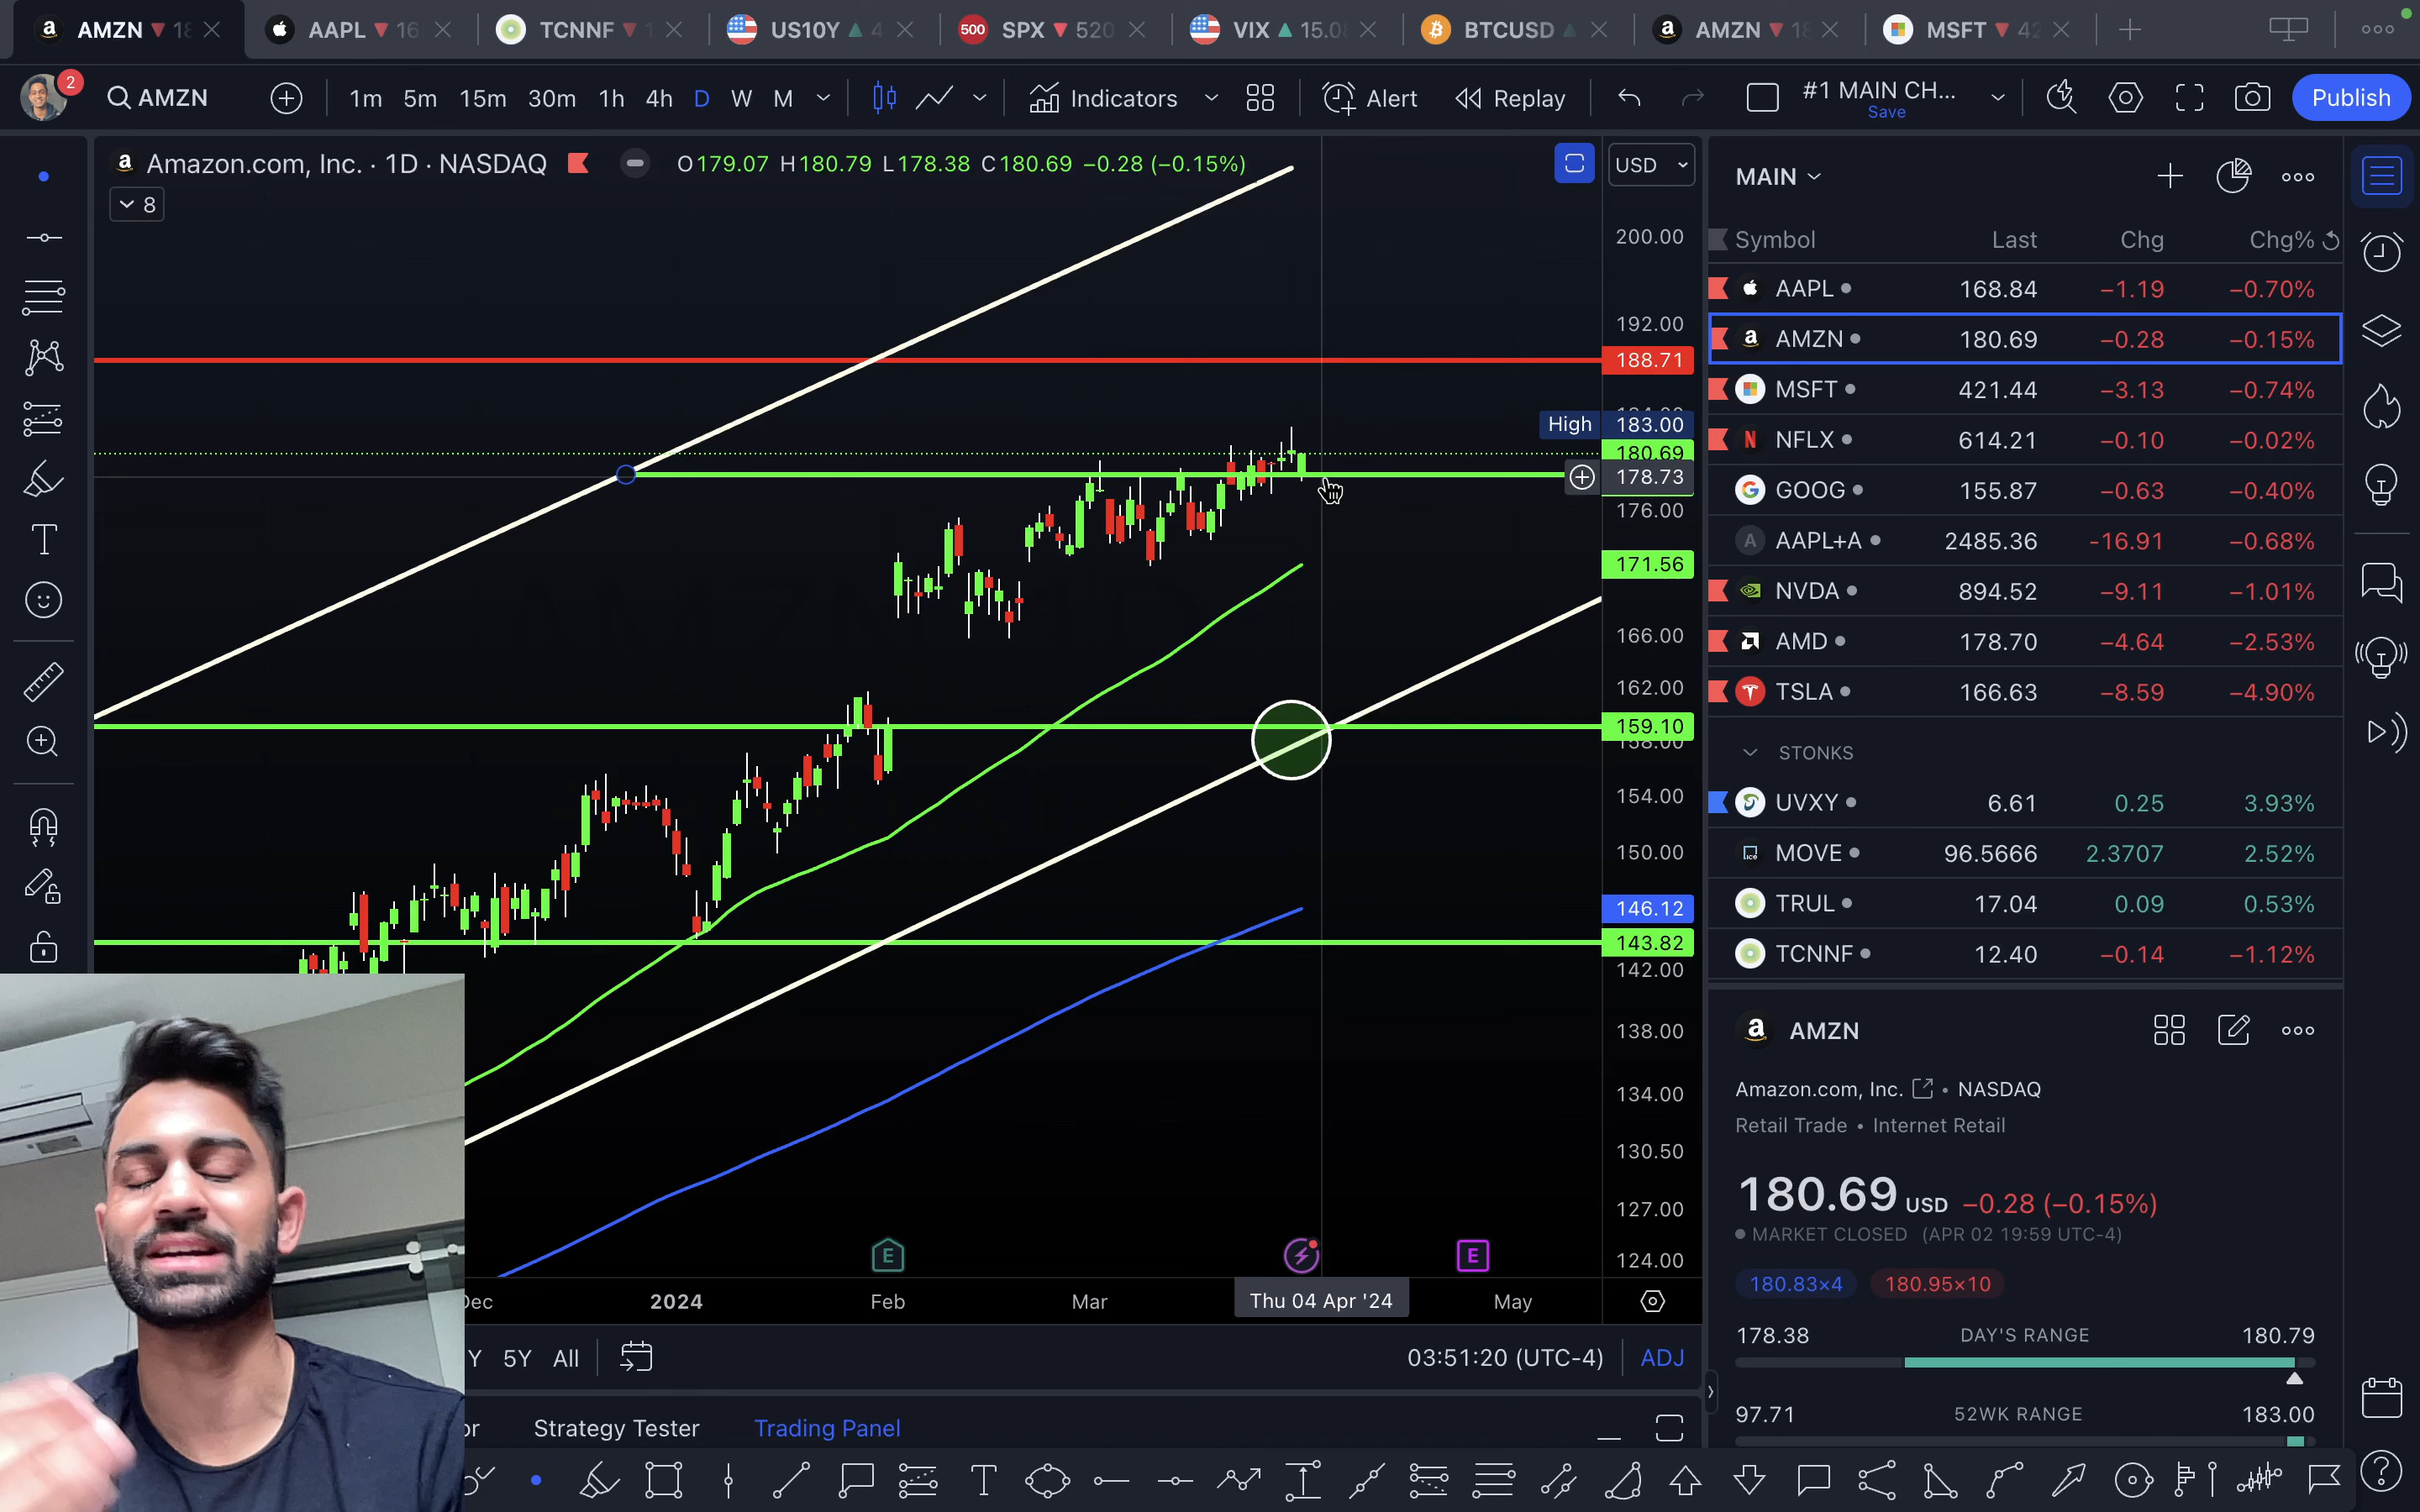 AMZN 18
AAPL 16
TCNNF 1
US10Y 4
500 SPX 520
VIX 15.0
BTCUSD
AMZN 18
MSFT 42
2
AMZN
1m 5m 15m 30m 1h 4h D W M
Indicators
Alert
Replay
#1 MAIN CH...
Save
Publish
Amazon.com, Inc. · 1D · NASDAQ
O179.07 H180.79 L178.38 C180.69 −0.28 (−0.15%)
8
USD
200.00
192.00
188.71
High 183.00
180.69
178.73
176.00
171.56
166.00
162.00
159.10
158.00
154.00
150.00
146.12
143.82
142.00
138.00
134.00
130.50
127.00
124.00
E
E
Dec 2024 Feb Mar Thu 04 Apr '24 May
Y 5Y All
03:51:20 (UTC-4) ADJ
or Strategy Tester Trading Panel
MAIN
Symbol Last Chg Chg%
AAPL 168.84 −1.19 −0.70%
AMZN 180.69 −0.28 −0.15%
MSFT 421.44 −3.13 −0.74%
NFLX 614.21 −0.10 −0.02%
GOOG 155.87 −0.63 −0.40%
A AAPL+A 2485.36 -16.91 −0.68%
NVDA 894.52 −9.11 −1.01%
AMD 178.70 −4.64 −2.53%
TSLA 166.63 −8.59 −4.90%
STONKS
UVXY 6.61 0.25 3.93%
MOVE 96.5666 2.3707 2.52%
TRUL 17.04 0.09 0.53%
TCNNF 12.40 −0.14 −1.12%
AMZN
Amazon.com, Inc. • NASDAQ
Retail Trade • Internet Retail
180.69 USD −0.28 (−0.15%)
MARKET CLOSED (APR 02 19:59 UTC-4)
180.83×4 180.95×10
178.38 DAY'S RANGE 180.79
97.71 52WK RANGE 183.00